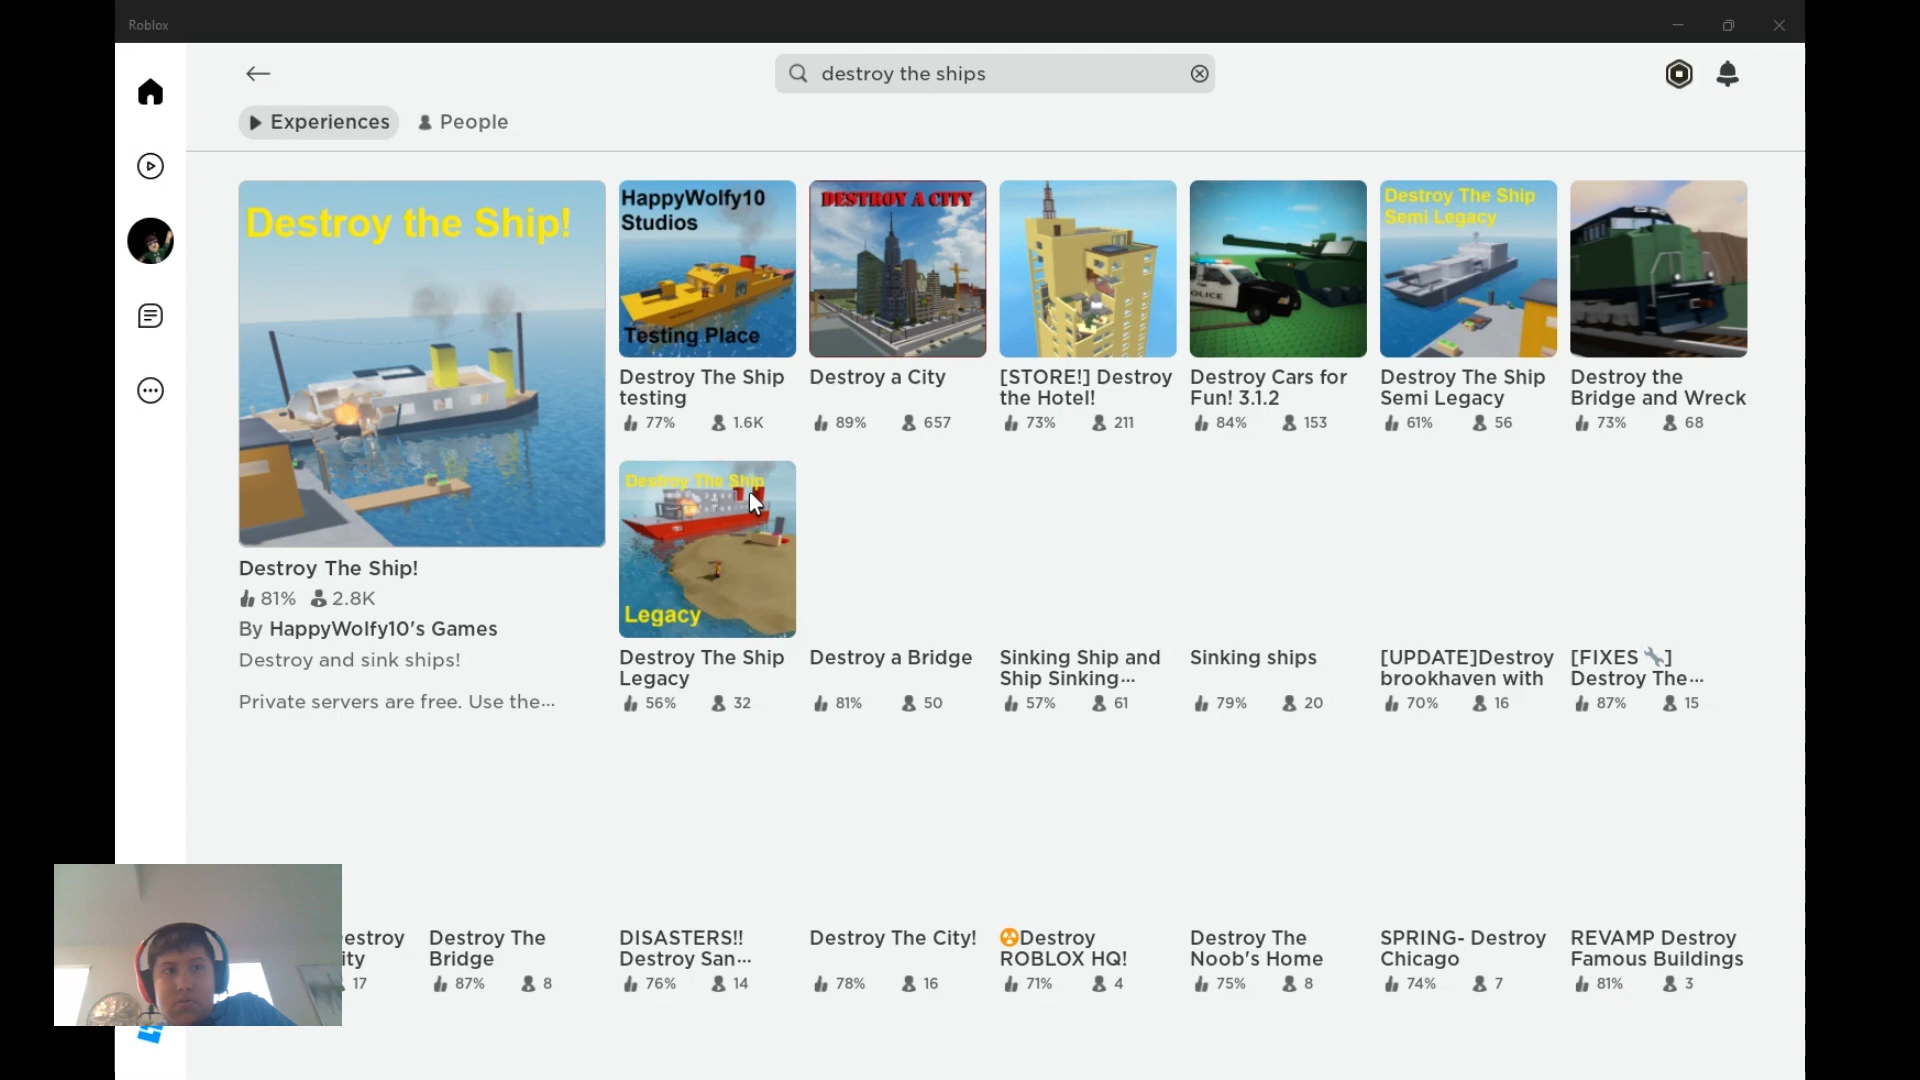 Roblox
destroy the ships
Experiences
People
Destroy the Ship!
Destroy The Ship!
81% 2.8K
By HappyWolfy10's Games
Destroy and sink ships!
Private servers are free. Use the...
HappyWolfy10
Studios
Testing Place
Destroy The Ship
testing
77% 1.6K
DESTROY A CITY
Destroy a City
89% 657
[STORE!] Destroy
the Hotel!
73% 211
POLICE
Destroy Cars for
Fun! 3.1.2
84% 153
Destroy The Ship
Semi Legacy
Destroy The Ship
Semi Legacy
61% 56
Destroy the
Bridge and Wreck
73% 68
Destroy The Ship
Legacy
Destroy The Ship
Legacy
56% 32
Destroy a Bridge
81% 50
Sinking Ship and
Ship Sinking...
57% 61
Sinking ships
79% 20
[UPDATE]Destroy
brookhaven with
70% 16
[FIXES 🔧]
Destroy The...
87% 15
estroy
ity
17
Destroy The
Bridge
87% 8
DISASTERS!!
Destroy San...
76% 14
Destroy The City!
78% 16
☢Destroy
ROBLOX HQ!
71% 4
Destroy The
Noob's Home
75% 8
SPRING- Destroy
Chicago
74% 7
REVAMP Destroy
Famous Buildings
81% 3